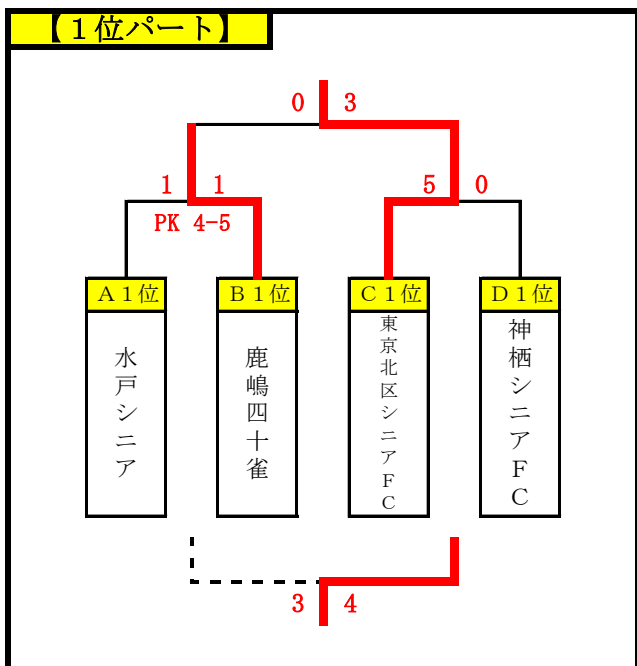 【１位パート】
0 3
1 1
5 0
PK 4-5
Ａ１位
Ｂ１位
Ｃ１位
Ｄ１位
水戸シニア
鹿嶋四十雀
東京北区シニアＦＣ
神栖シニアＦＣ
3 4